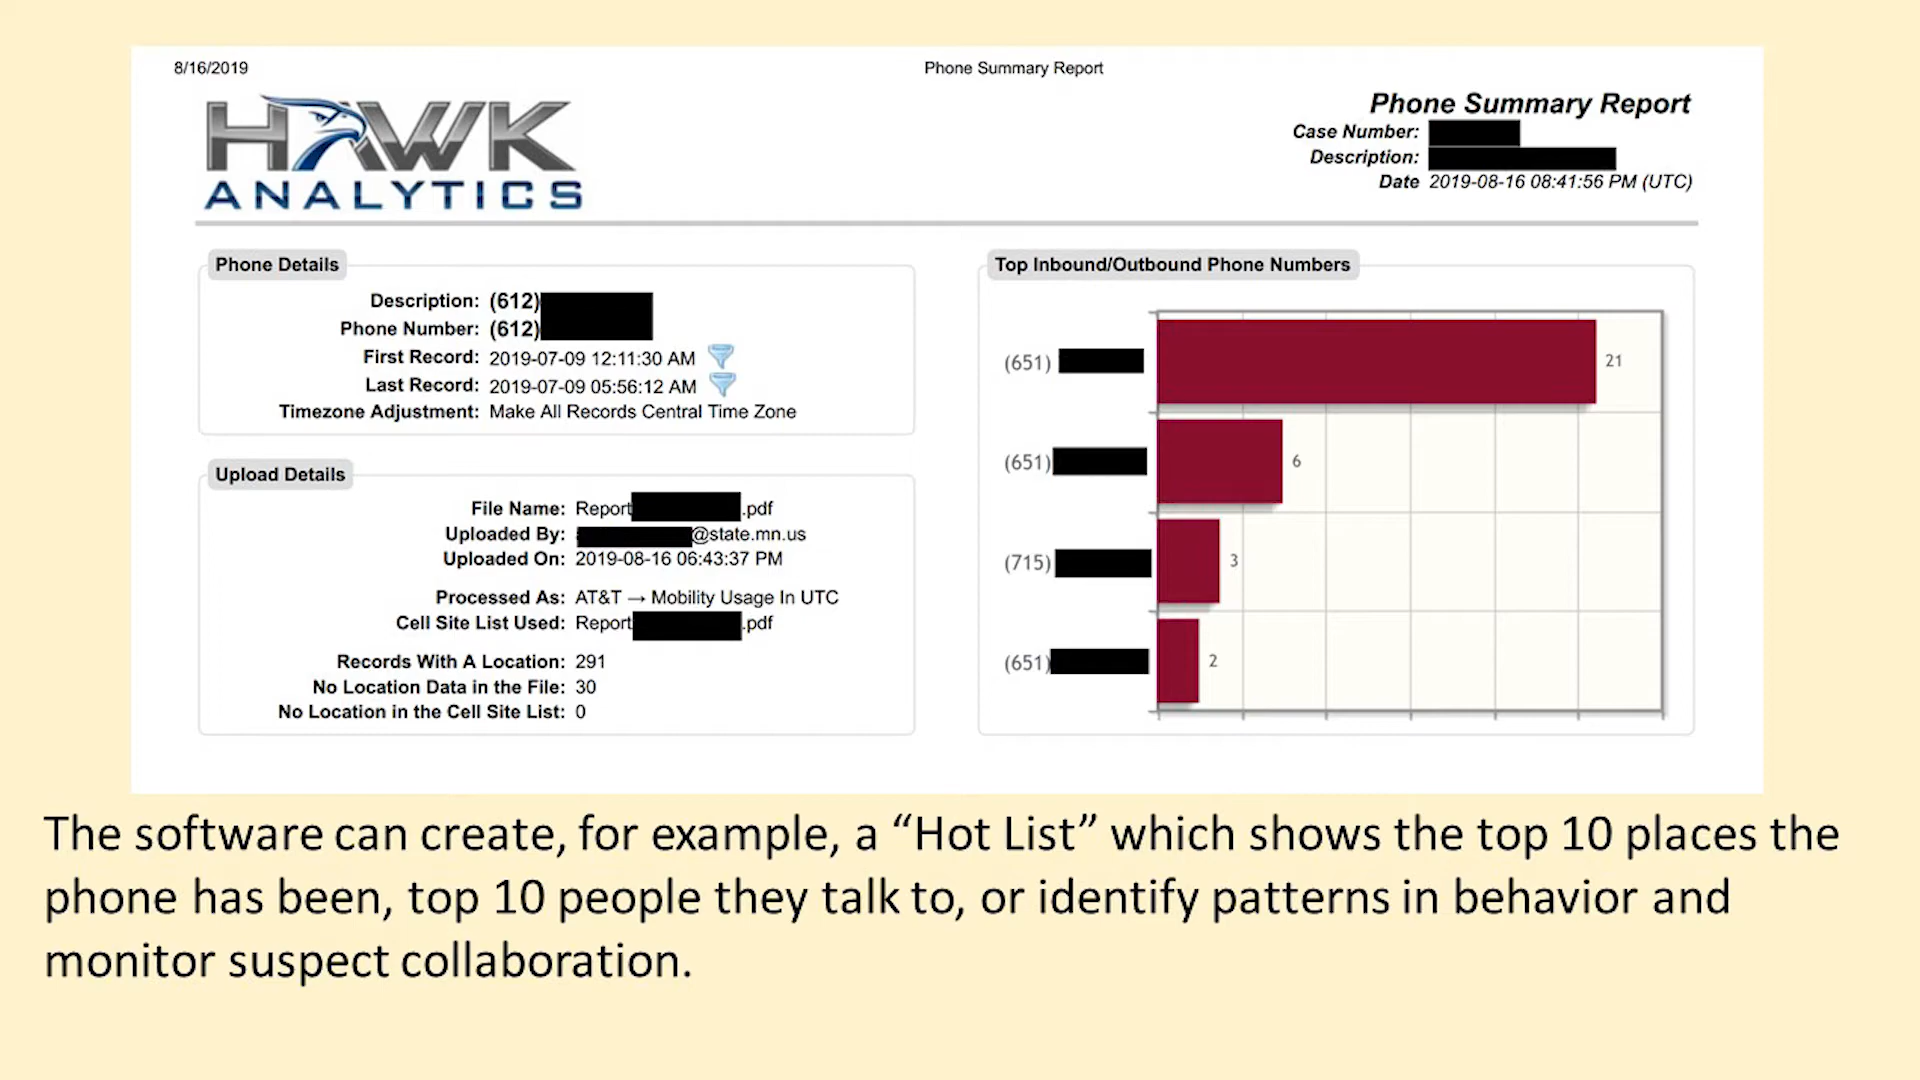 8/16/2019
Phone Summary Report
HAWK
ANALYTICS
Phone Summary Report
Case Number:
Description:
Date 2019-08-16 08:41:56 PM (UTC)
Phone Details
Description: (612)
Phone Number: (612)
First Record: 2019-07-09 12:11:30 AM
Last Record: 2019-07-09 05:56:12 AM
Timezone Adjustment: Make All Records Central Time Zone
Upload Details
File Name: Report .pdf
Uploaded By: @state.mn.us
Uploaded On: 2019-08-16 06:43:37 PM
Processed As: AT&T → Mobility Usage In UTC
Cell Site List Used: Report .pdf
Records With A Location: 291
No Location Data in the File: 30
No Location in the Cell Site List: 0
Top Inbound/Outbound Phone Numbers
(651) 21
(651) 6
(715) 3
(651) 2
The software can create, for example, a “Hot List” which shows the top 10 places the
phone has been, top 10 people they talk to, or identify patterns in behavior and
monitor suspect collaboration.